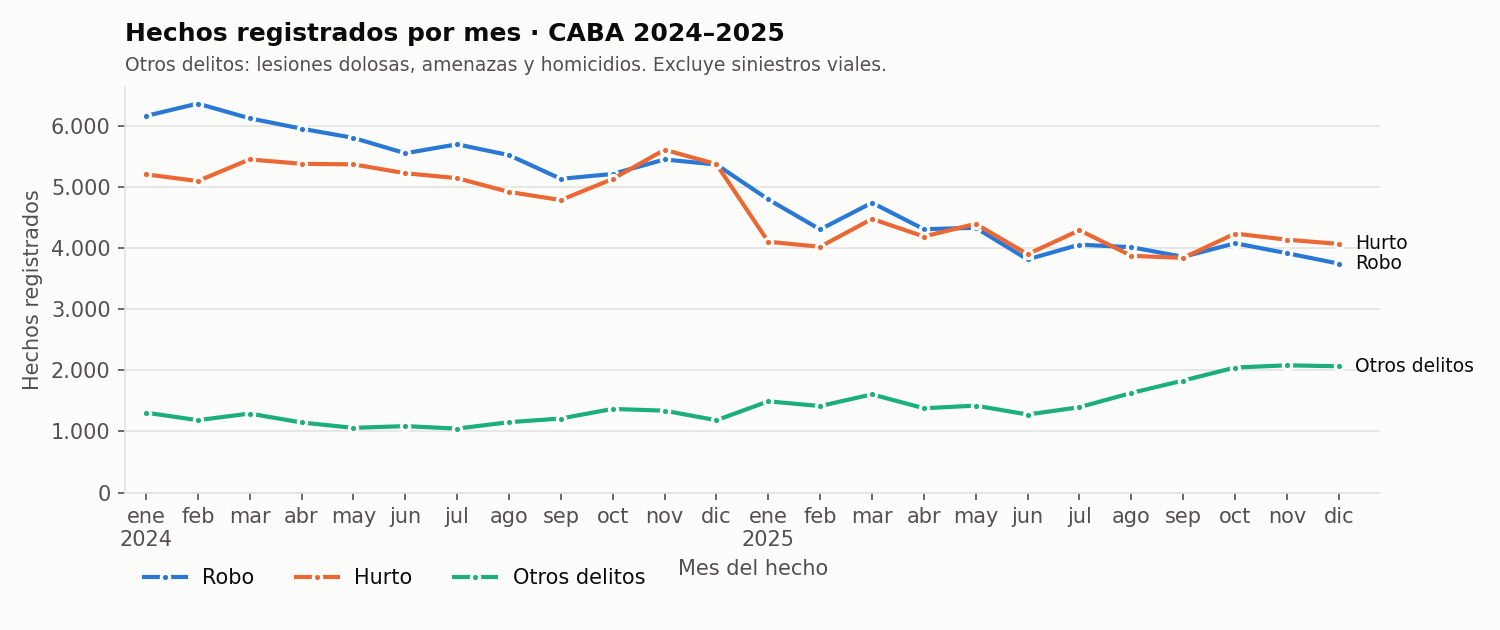 Hechos registrados por mes · CABA 2024–2025
Otros delitos: lesiones dolosas, amenazas y homicidios. Excluye siniestros viales.
Hechos registrados
6.000
5.000
4.000
3.000
2.000
1.000
0
Hurto
Robo
Otros delitos
ene feb mar abr may jun jul ago sep oct nov dic ene feb mar abr may jun jul ago sep oct nov dic
2024 2025
Mes del hecho
Robo Hurto Otros delitos